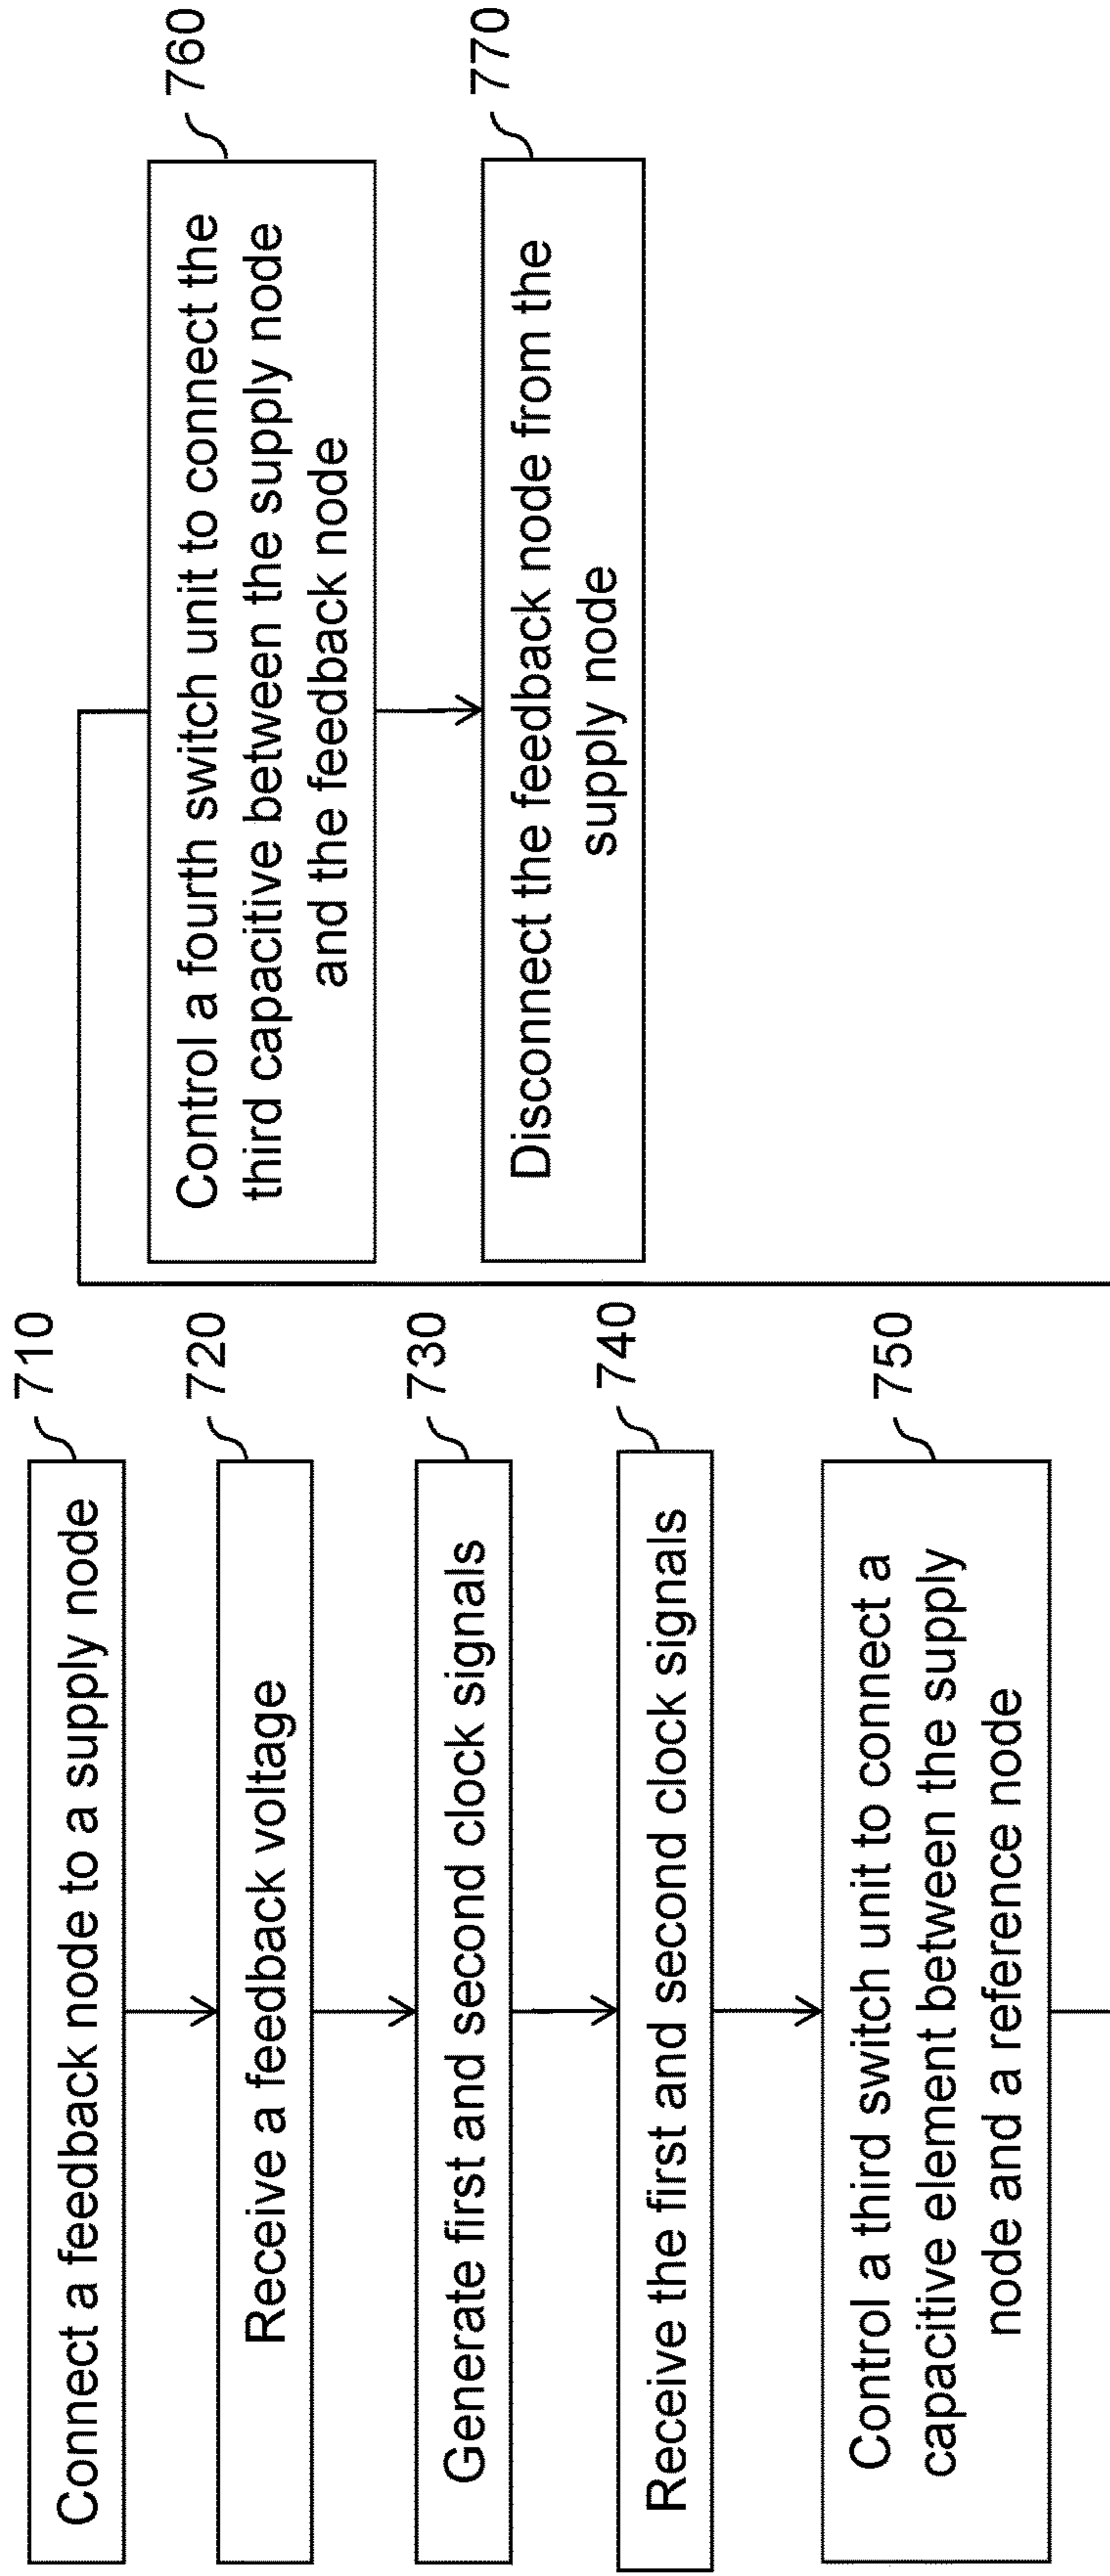 710
Connect a feedback node to a supply node
720
Receive a feedback voltage
730
Generate first and second clock signals
740
Receive the first and second clock signals
750
Control a third switch unit to connect a
capacitive element between the supply
node and a reference node
760
Control a fourth switch unit to connect the
third capacitive between the supply node
and the feedback node
770
Disconnect the feedback node from the
supply node